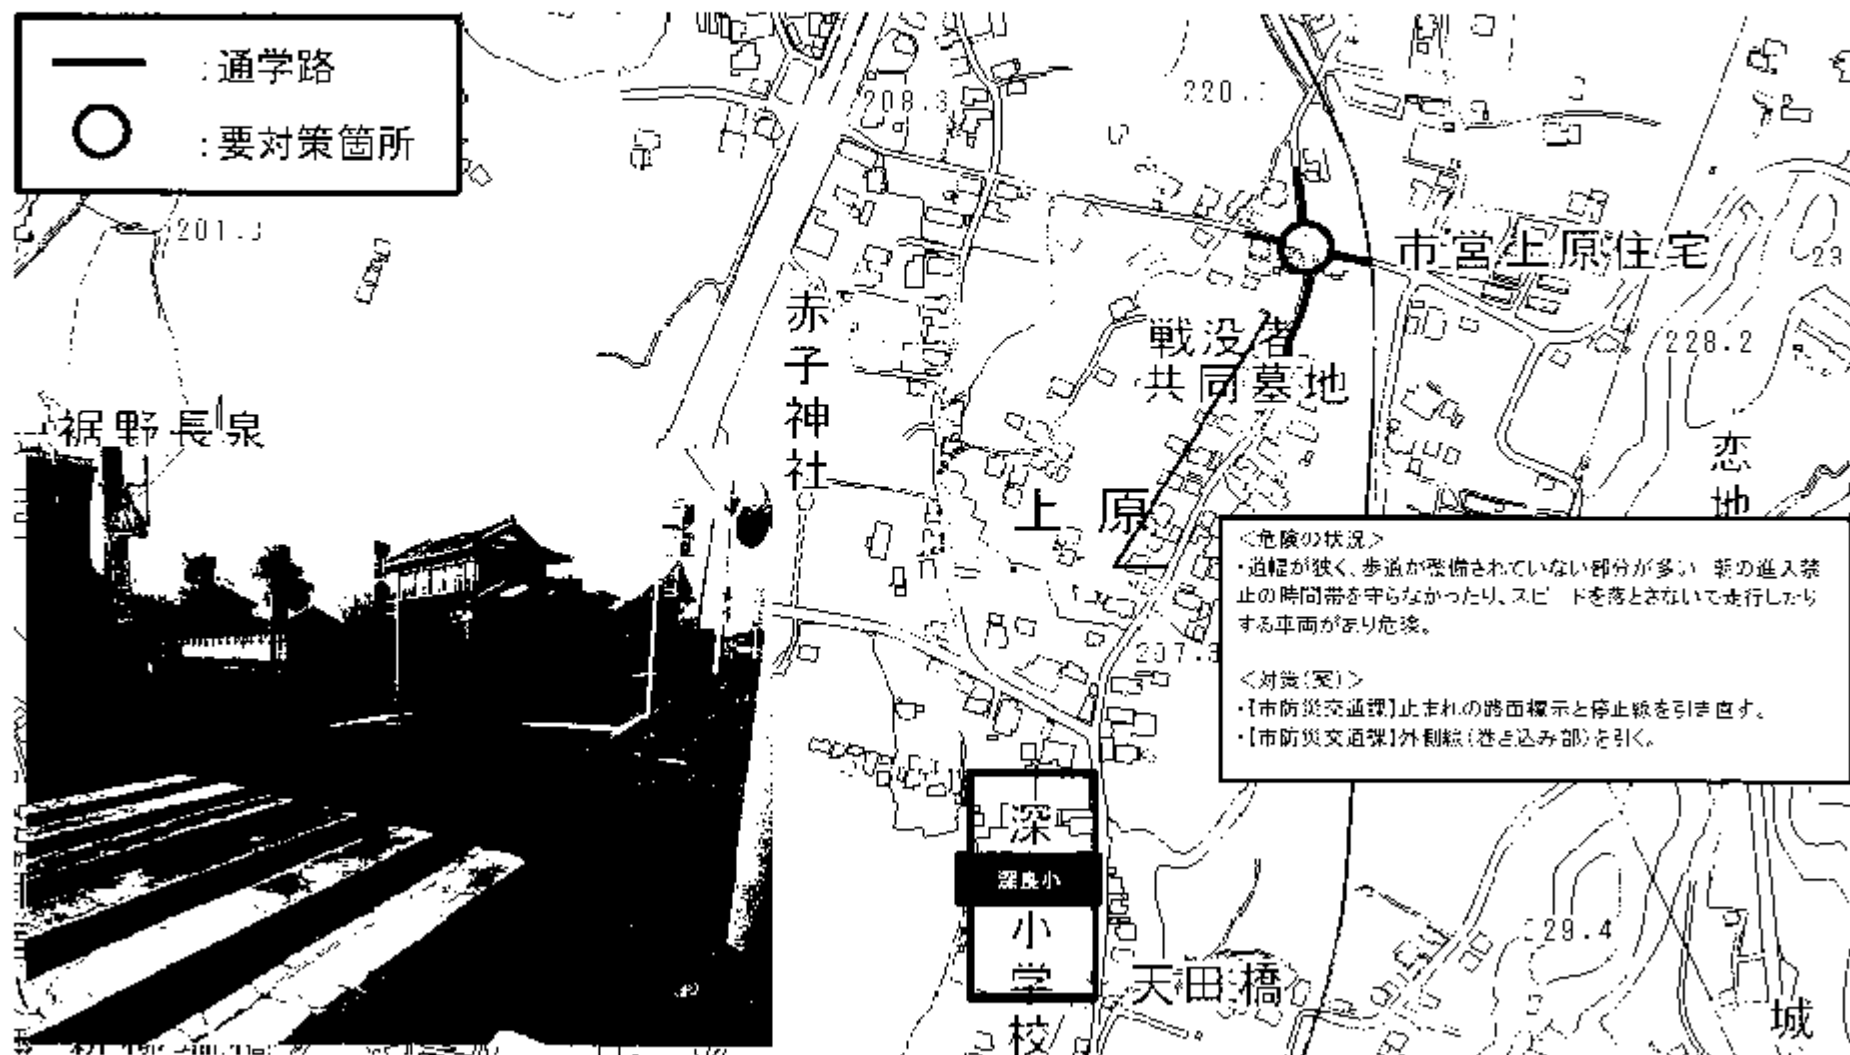 :通学路
:要対策箇所
208.3
220.
201.3
市営上原住宅
23
赤子神社
戦没者
共同墓地
228.2
裾野長泉
恋地
上原
<危険の状況>
・道幅が狭く、歩道が整備されていない部分が多い 朝の進入禁
止の時間帯を守らなかったり、スピードを落とさないで走行したり
する車両があり危険。
207.8
<対策(案)>
・【市防災交通課】止まれの路面標示と停止線を引き直す。
・【市防災交通課】外側線(巻き込み部)を引く。
深
深良小
小学校
29.4
天田橋
城